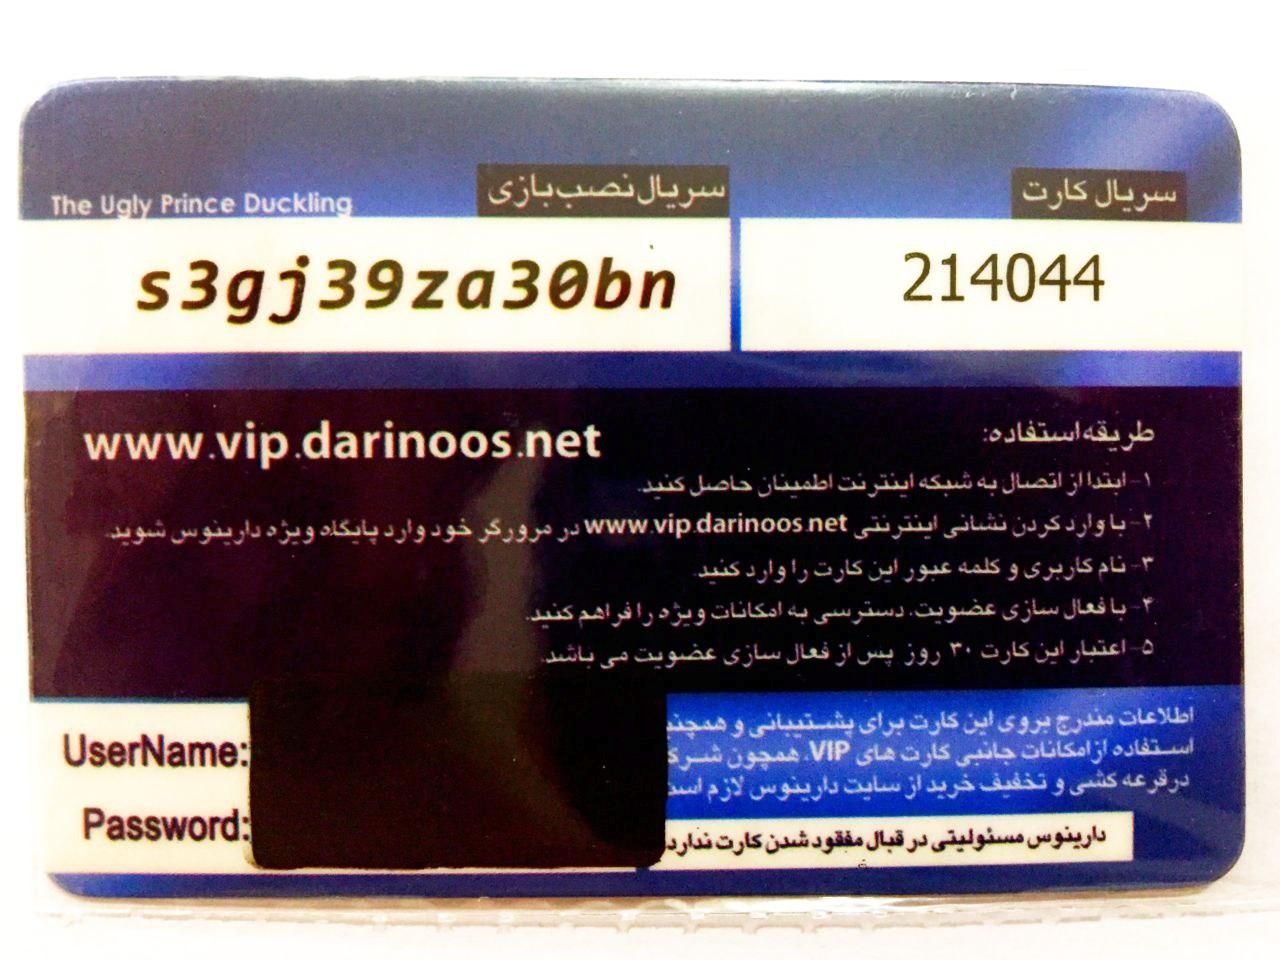 سریال کارت
سریال نصب بازی
The Ugly Prince Duckling
214044
s3gj39za30bn
طریقه استفاده:
www.vip.darinoos.net
۱- ابتدا از اتصال به شبکه اینترنت اطمینان حاصل کنید.
۲- با وارد کردن نشانی اینترنتی www.vip.darinoos.net در مرورگر خود وارد پایگاه ویژه دارینوس شوید.
۳- نام کاربری و کلمه عبور این کارت را وارد کنید.
۴- با فعال سازی عضویت، دسترسی به امکانات ویژه را فراهم کنید.
۵- اعتبار این کارت ۳۰ روز پس از فعال سازی عضویت می باشد.
اطلاعات مندرج بروی این کارت برای پشتیبانی و
استفاده از امکانات جانبی کارت های VIP، همچون
در قرعه کشی و تخفیف خرید از سایت دارینوس لازم
دارینوس مسئولیتی در قبال مفقود شدن کارت ندارد
UserName:
Password: